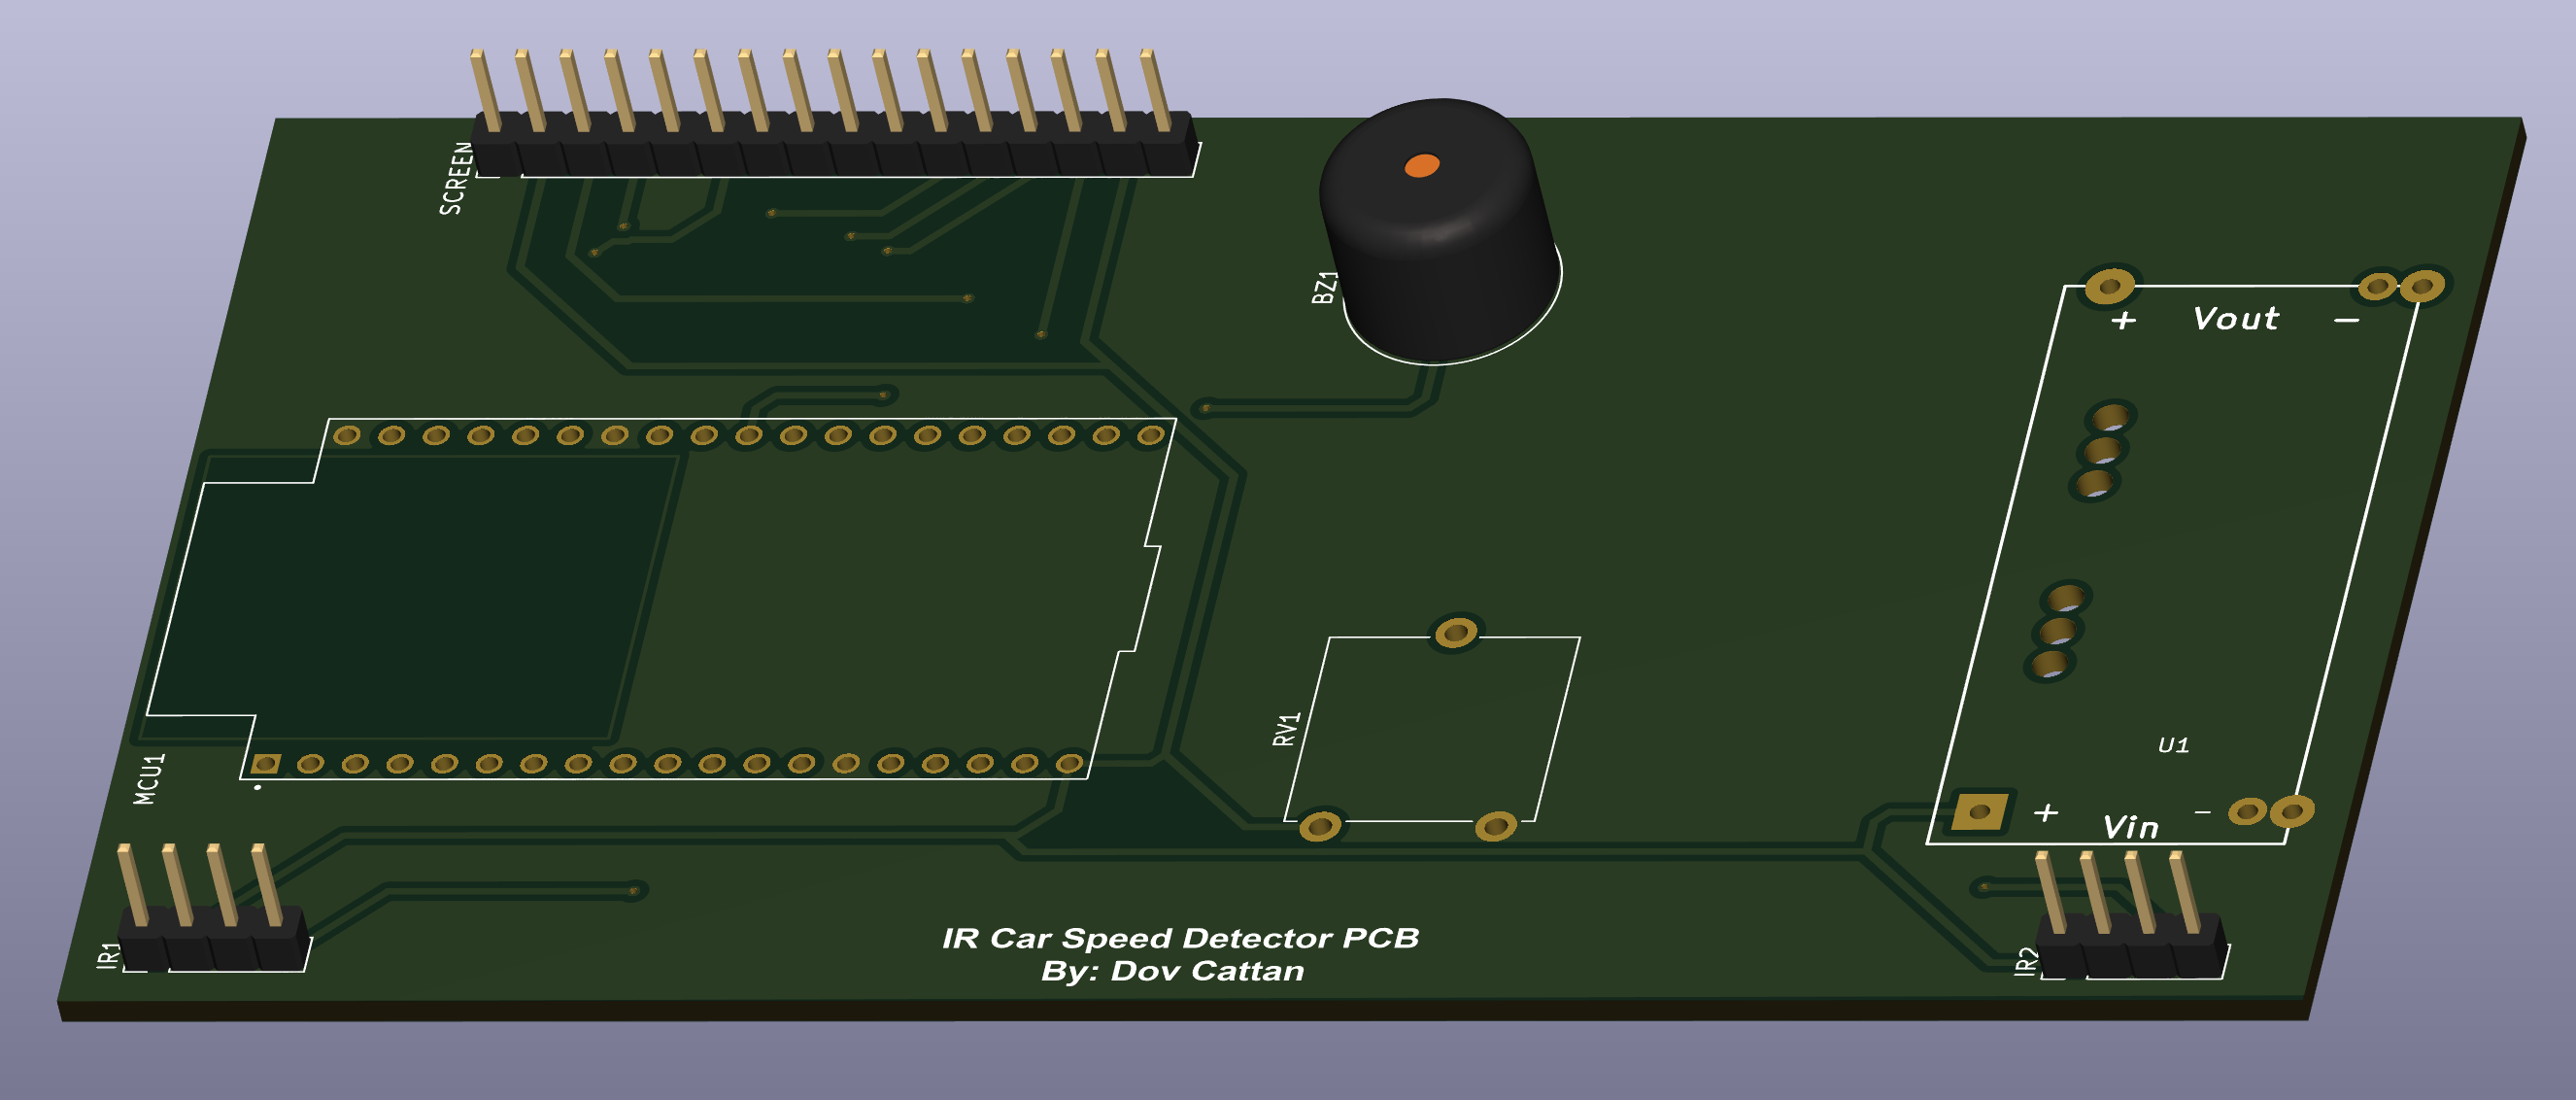 SCREEN
BZ1
+ Vout -
MCU1
RV1
U1
+ Vin -
IR1
IR2
IR Car Speed Detector PCB
By: Dov Cattan